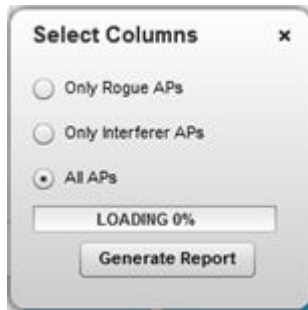 Select Columns ×
Only Rogue APs
Only Interferer APs
All APs
LOADING 0%
Generate Report